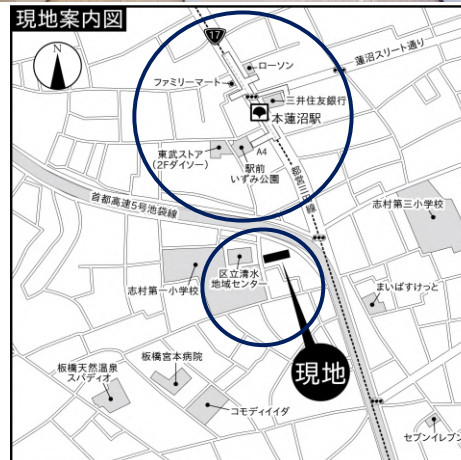 現地案内図
N
17
ローソン
ファミリーマート
蓮沼スリート通り
三井住友銀行
本蓮沼駅
東武ストア
(2Fダイソー)
A4
駅前
いずみ公園
首都高速5号池袋線
志村第三小学校
区立清水
地域センター
志村第一小学校
まいばすけっと
板橋宮本病院
現地
板橋天然温泉
スパディオ
コモディイイダ
セブンイレブン